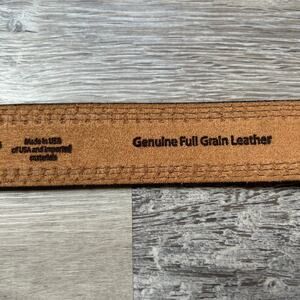 Made in USA
of USA and imported
materials
Genuine Full Grain Leather